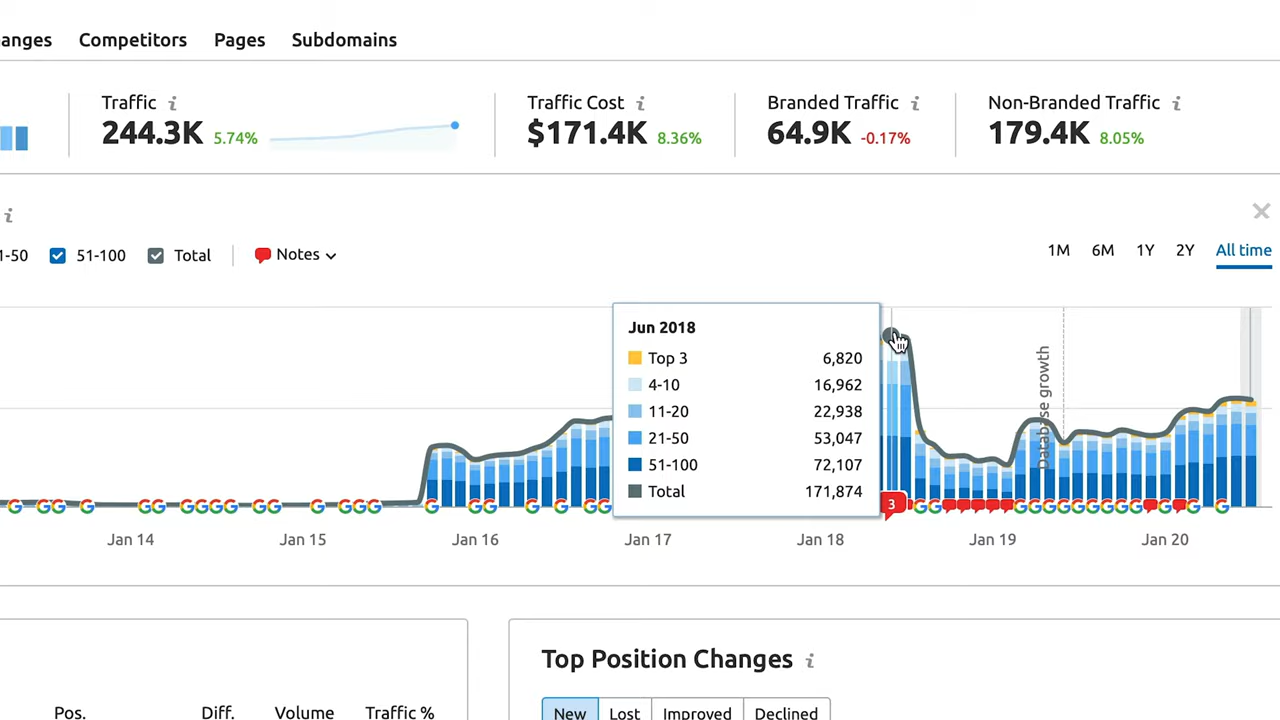 anges Competitors Pages Subdomains
Traffic i Traffic Cost i Branded Traffic i Non-Branded Traffic i
244.3K 5.74% $171.4K 8.36% 64.9K -0.17% 179.4K 8.05%
i
1-50 51-100 Total Notes 1M 6M 1Y 2Y All time
Jun 2018
Top 3 6,820
4-10 16,962
11-20 22,938
21-50 53,047
51-100 72,107
Total 171,874
Database growth
3
Jan 14 Jan 15 Jan 16 Jan 17 Jan 18 Jan 19 Jan 20
Top Position Changes i
Pos. Diff. Volume Traffic %
New Lost Improved Declined